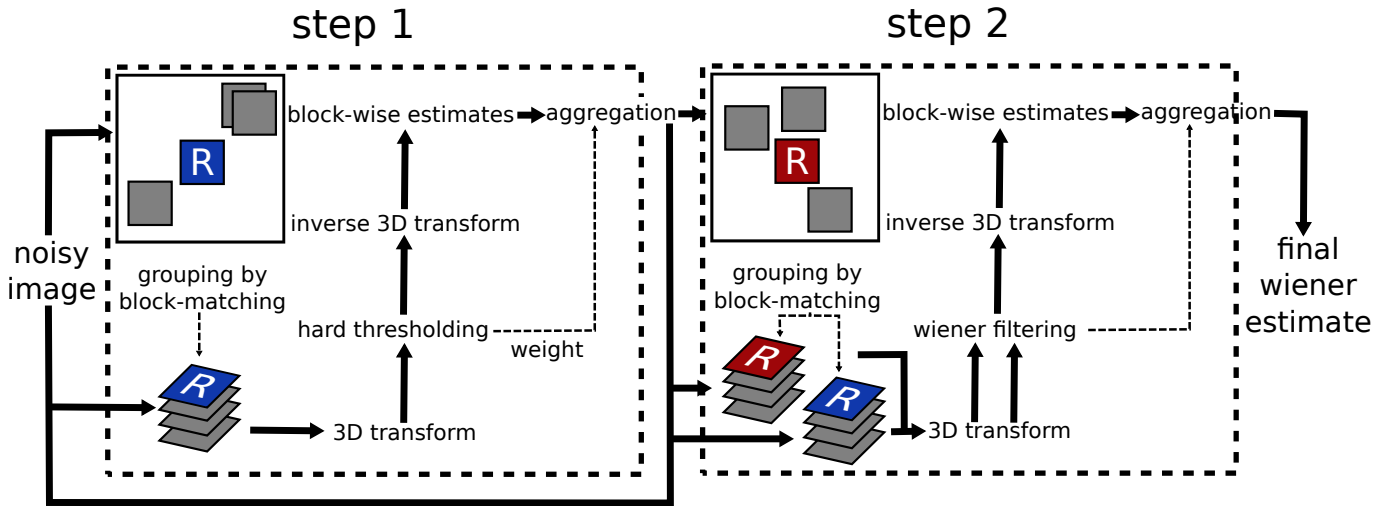 step 1
step 2
block-wise estimates
aggregation
R
inverse 3D transform
noisy
image
grouping by
block-matching
hard thresholding
weight
R
3D transform
block-wise estimates
aggregation
R
inverse 3D transform
grouping by
block-matching
wiener filtering
R
R
3D transform
final
wiener
estimate